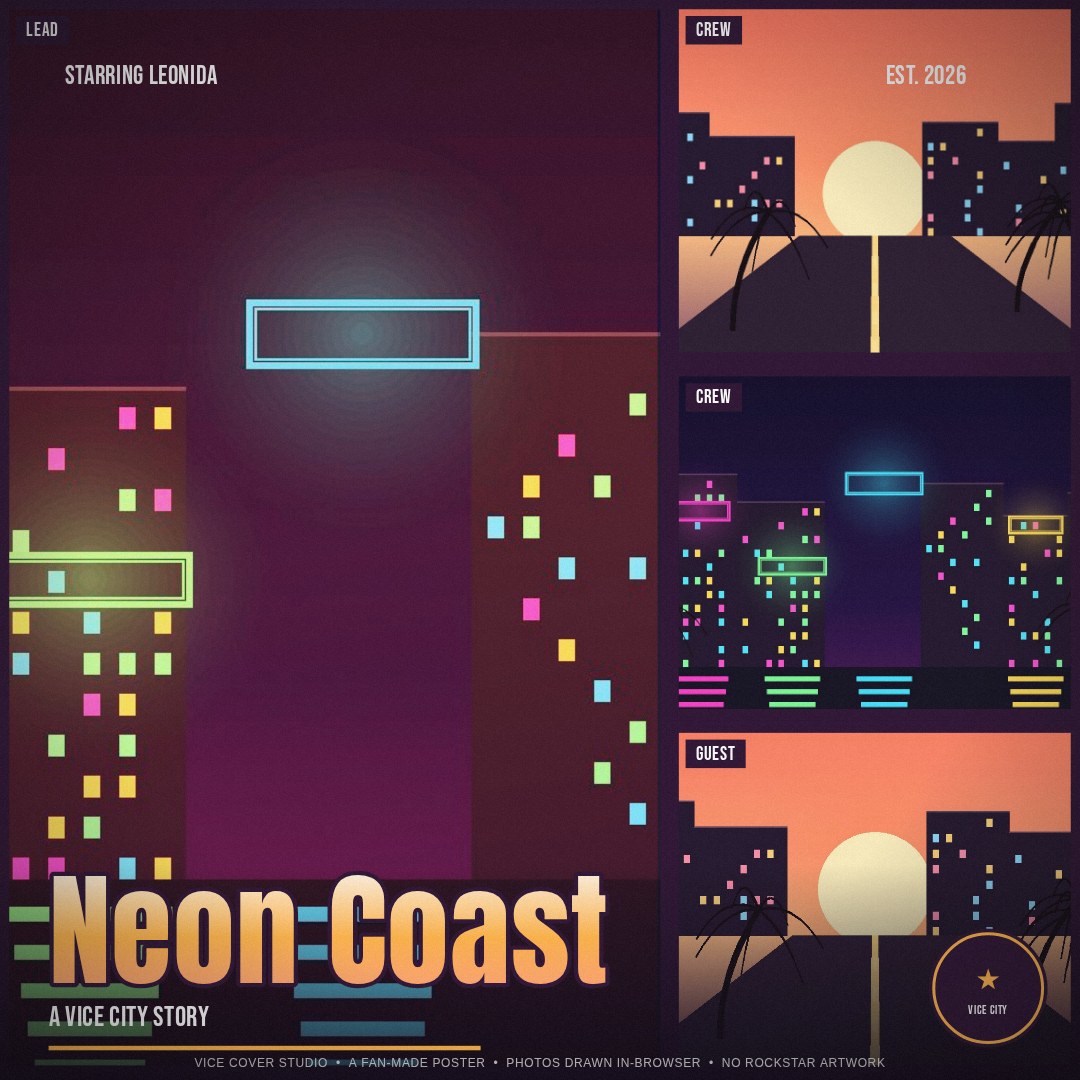 LEAD
STARRING LEONIDA
CREW
EST. 2026
CREW
GUEST
Neon Coast
A VICE CITY STORY
★
VICE CITY
VICE COVER STUDIO • A FAN-MADE POSTER • PHOTOS DRAWN IN-BROWSER • NO ROCKSTAR ARTWORK